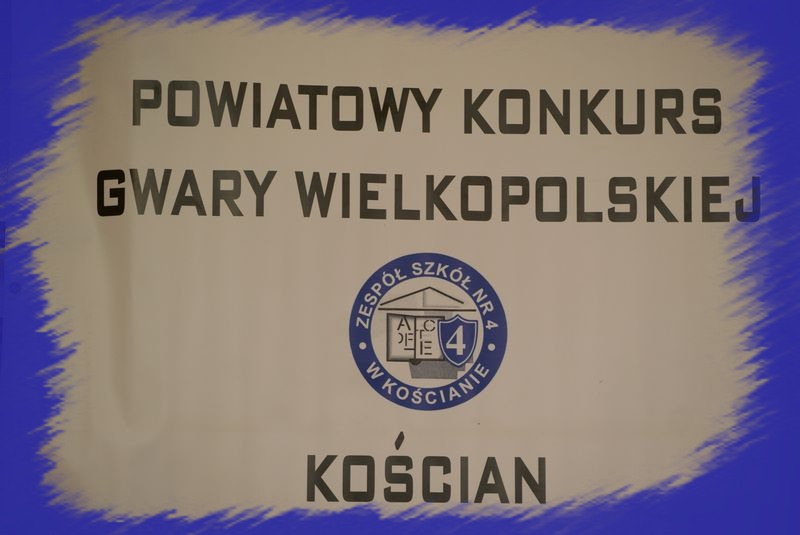 POWIATOWY KONKURS
GWARY WIELKOPOLSKIEJ
ZESPÓŁ SZKÓŁ NR 4
4
W KOŚCIANIE
KOŚCIAN